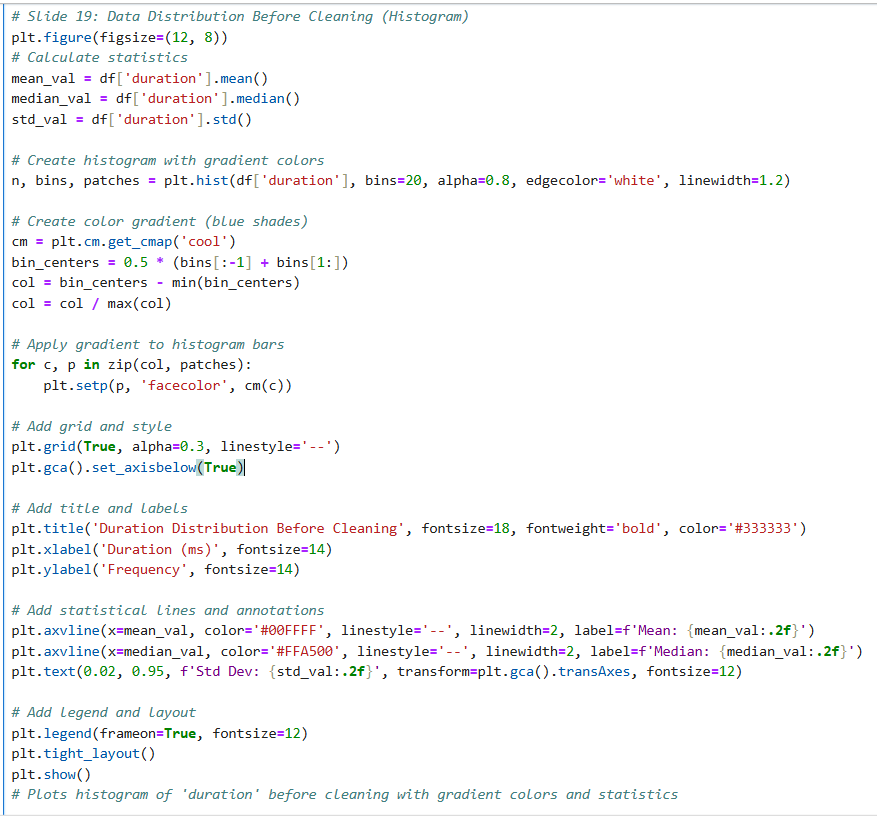 # Slide 19: Data Distribution Before Cleaning (Histogram)
plt.figure(figsize=(12, 8))
# Calculate statistics
mean_val = df['duration'].mean()
median_val = df['duration'].median()
std_val = df['duration'].std()

# Create histogram with gradient colors
n, bins, patches = plt.hist(df['duration'], bins=20, alpha=0.8, edgecolor='white', linewidth=1.2)

# Create color gradient (blue shades)
cm = plt.cm.get_cmap('cool')
bin_centers = 0.5 * (bins[:-1] + bins[1:])
col = bin_centers - min(bin_centers)
col = col / max(col)

# Apply gradient to histogram bars
for c, p in zip(col, patches):
    plt.setp(p, 'facecolor', cm(c))

# Add grid and style
plt.grid(True, alpha=0.3, linestyle='--')
plt.gca().set_axisbelow(True)

# Add title and labels
plt.title('Duration Distribution Before Cleaning', fontsize=18, fontweight='bold', color='#333333')
plt.xlabel('Duration (ms)', fontsize=14)
plt.ylabel('Frequency', fontsize=14)

# Add statistical lines and annotations
plt.axvline(x=mean_val, color='#00FFFF', linestyle='--', linewidth=2, label=f'Mean: {mean_val:.2f}')
plt.axvline(x=median_val, color='#FFA500', linestyle='--', linewidth=2, label=f'Median: {median_val:.2f}')
plt.text(0.02, 0.95, f'Std Dev: {std_val:.2f}', transform=plt.gca().transAxes, fontsize=12)

# Add legend and layout
plt.legend(frameon=True, fontsize=12)
plt.tight_layout()
plt.show()
# Plots histogram of 'duration' before cleaning with gradient colors and statistics